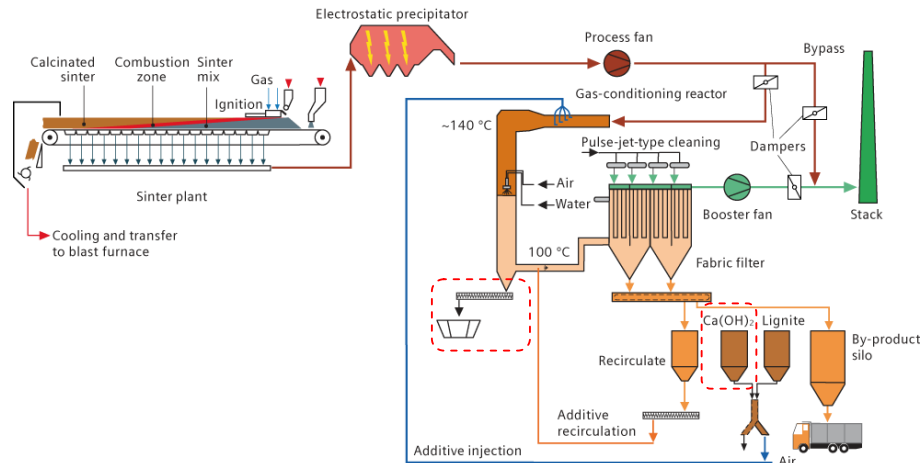 Electrostatic precipitator
Process fan
Bypass
Calcinated
sinter
Combustion
zone
Sinter
mix
Gas
Ignition
Gas-conditioning reactor
~140 °C
Dampers
Pulse-jet-type cleaning
Sinter plant
Air
Water
Booster fan
Stack
Cooling and transfer
to blast furnace
100 °C
Fabric filter
Ca(OH)₂
Lignite
By-product
silo
Recirculate
Additive
recirculation
Additive injection
Air